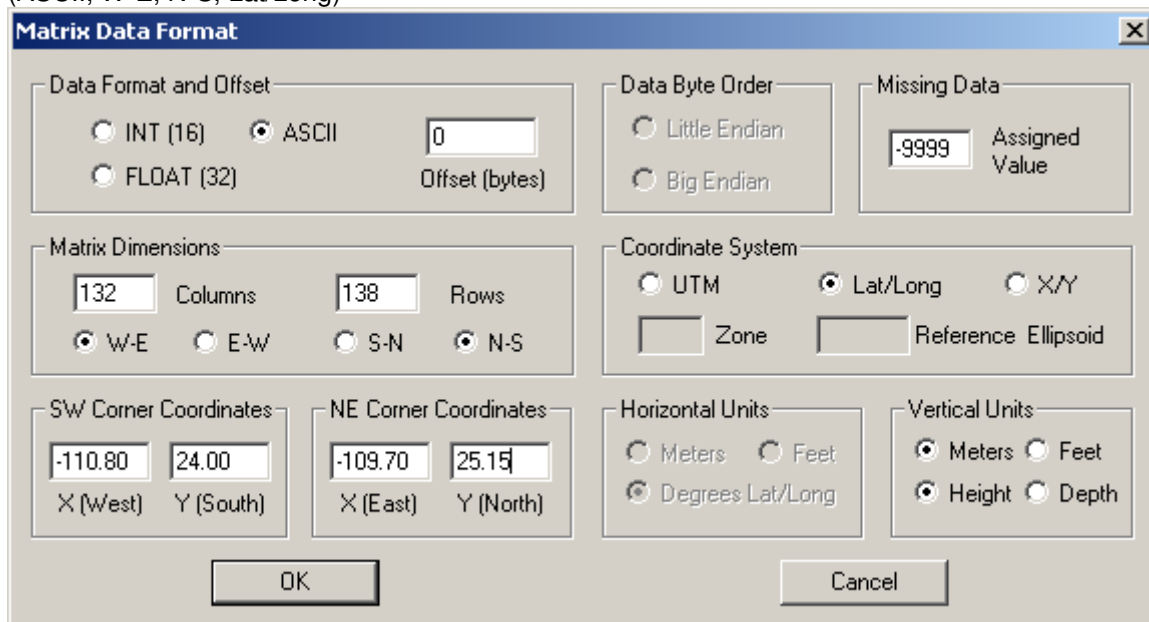 (ASCII, W-E, N-S, Lat/Long)
Matrix Data Format
Data Format and Offset
INT (16) ASCII 0
FLOAT (32) Offset (bytes)
Data Byte Order
Little Endian
Big Endian
Missing Data
-9999 Assigned
Value
Matrix Dimensions
132 Columns 138 Rows
W-E E-W S-N N-S
Coordinate System
UTM Lat/Long X/Y
Zone Reference Ellipsoid
SW Corner Coordinates
-110.80 24.00
X (West) Y (South)
NE Corner Coordinates
-109.70 25.15
X (East) Y (North)
Horizontal Units
Meters Feet
Degrees Lat/Long
Vertical Units
Meters Feet
Height Depth
OK Cancel